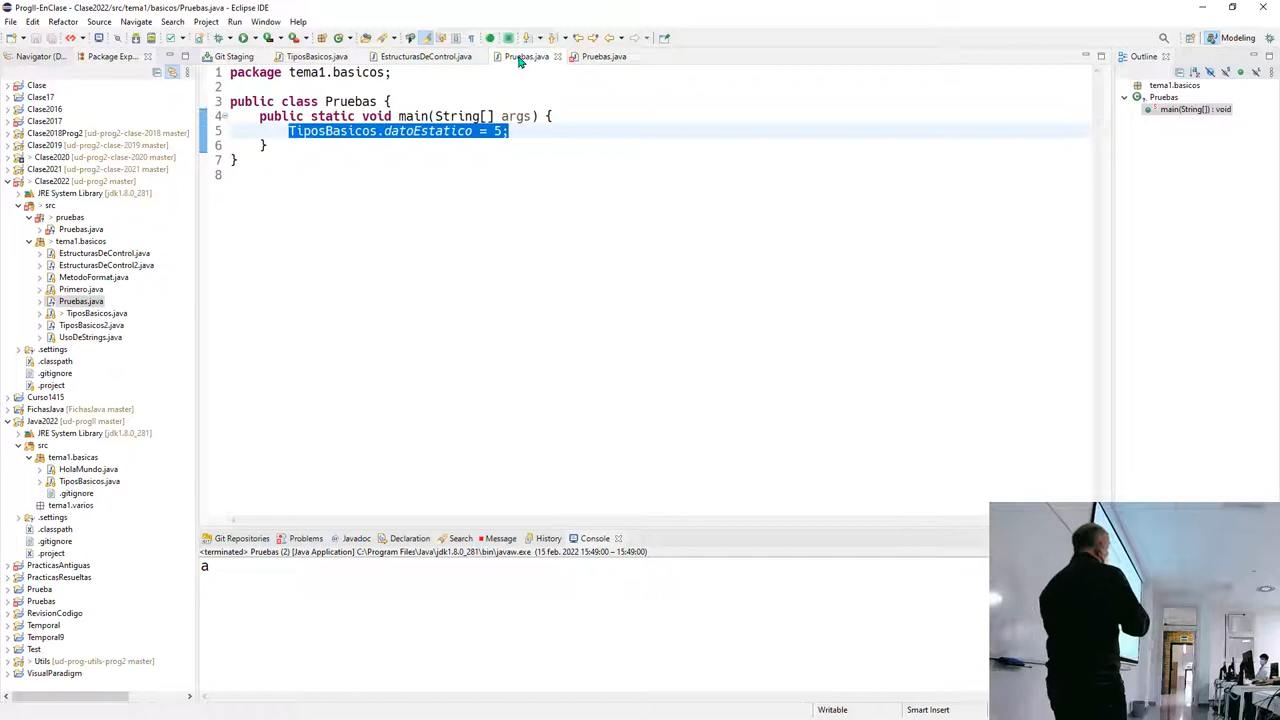 ProgII-EnClase - Clase2022/src/tema1/basicos/Pruebas.java - Eclipse IDE
File Edit Refactor Source Navigate Search Project Run Window Help
Modeling
Navigator (D... Package Exp...
Git Staging TiposBasicos.java EstructurasDeControl.java Pruebas.java Pruebas.java
Outline
Clase
Clase17
Clase2016
Clase2017
Clase2018Prog2 [ud-prog2-clase-2018 master]
Clase2019 [ud-prog2-clase-2019 master]
> Clase2020 [ud-prog2-clase-2020 master]
Clase2021 [ud-prog2-clase-2021 master]
> Clase2022 [ud-prog2 master]
JRE System Library [jdk1.8.0_281]
> src
> pruebas
Pruebas.java
> tema1.basicos
EstructurasDeControl.java
EstructurasDeControl2.java
MetodoFormat.java
Primero.java
Pruebas.java
> TiposBasicos.java
TiposBasicos2.java
UsoDeStrings.java
.settings
.classpath
.gitignore
.project
Curso1415
FichasJava [FichasJava master]
Java2022 [ud-progII master]
JRE System Library [jdk1.8.0_281]
src
tema1.basicas
HolaMundo.java
TiposBasicos.java
.gitignore
tema1.varios
.settings
.classpath
.gitignore
.project
PracticasAntiguas
PracticasResueltas
Prueba
Pruebas
RevisionCodigo
Temporal
Temporal9
Test
> Utils [ud-prog-utils-prog2 master]
VisualParadigm
1 package tema1.basicos;
2
3 public class Pruebas {
4 public static void main(String[] args) {
5 TiposBasicos.datoEstatico = 5;
6 }
7 }
8
tema1.basicos
Pruebas
main(String[]) : void
Git Repositories Problems Javadoc Declaration Search Message History Console
<terminated> Pruebas (2) [Java Application] C:\Program Files\Java\jdk1.8.0_281\bin\javaw.exe (15 feb. 2022 15:49:00 – 15:49:00)
a
Writable Smart Insert